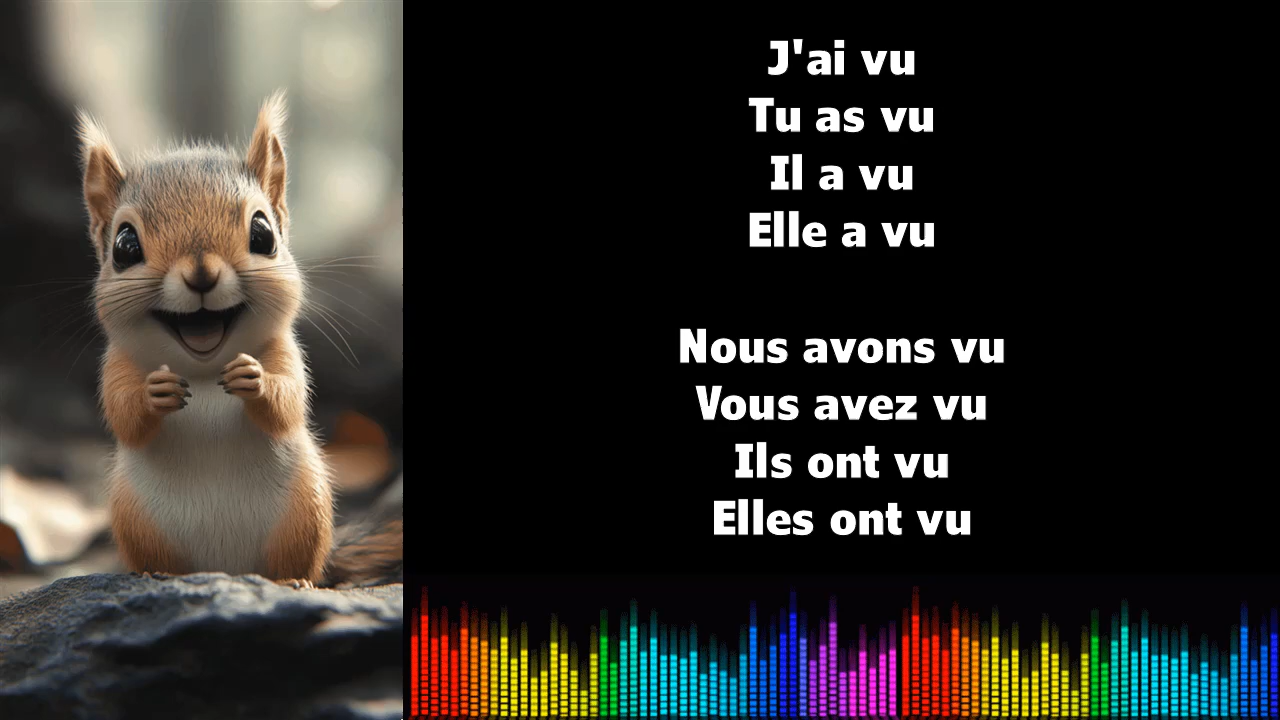 J'ai vu
Tu as vu
Il a vu
Elle a vu
Nous avons vu
Vous avez vu
Ils ont vu
Elles ont vu